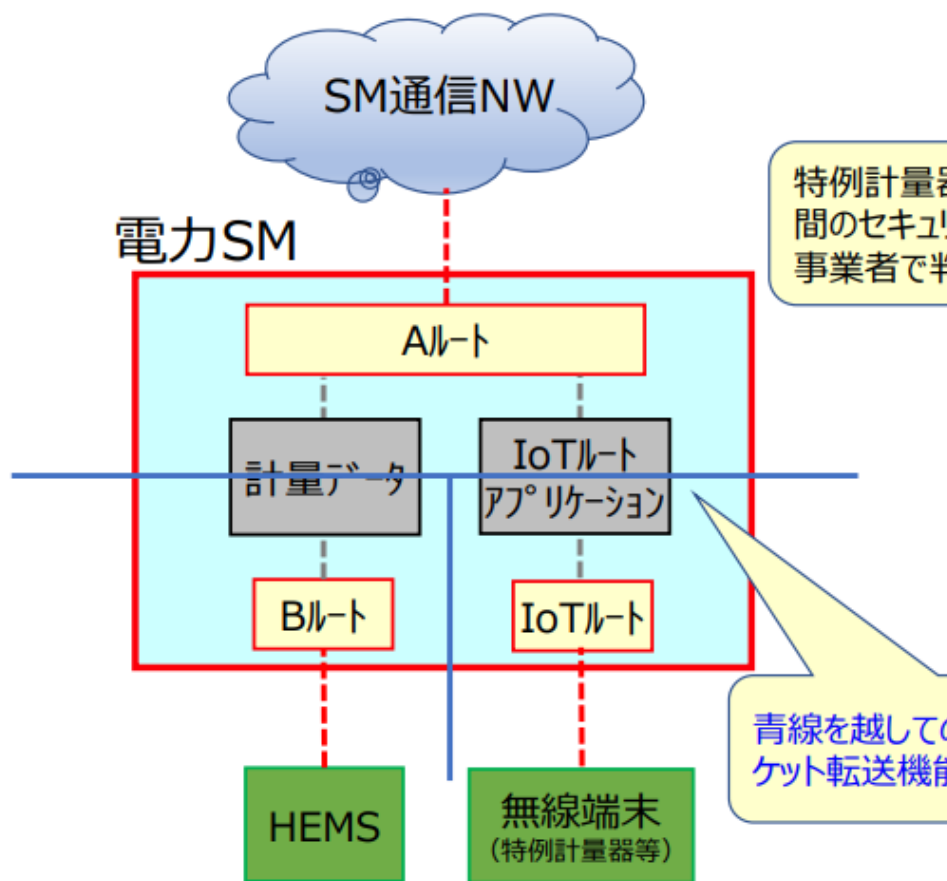 SM通信NW
電力SM
特例計量器
間のセキュリ
事業者で半
Aルート
計量データ
IoTルート
アプリケーション
Bルート
IoTルート
青線を越しての
ケット転送機能
HEMS
無線端末
（特例計量器等）